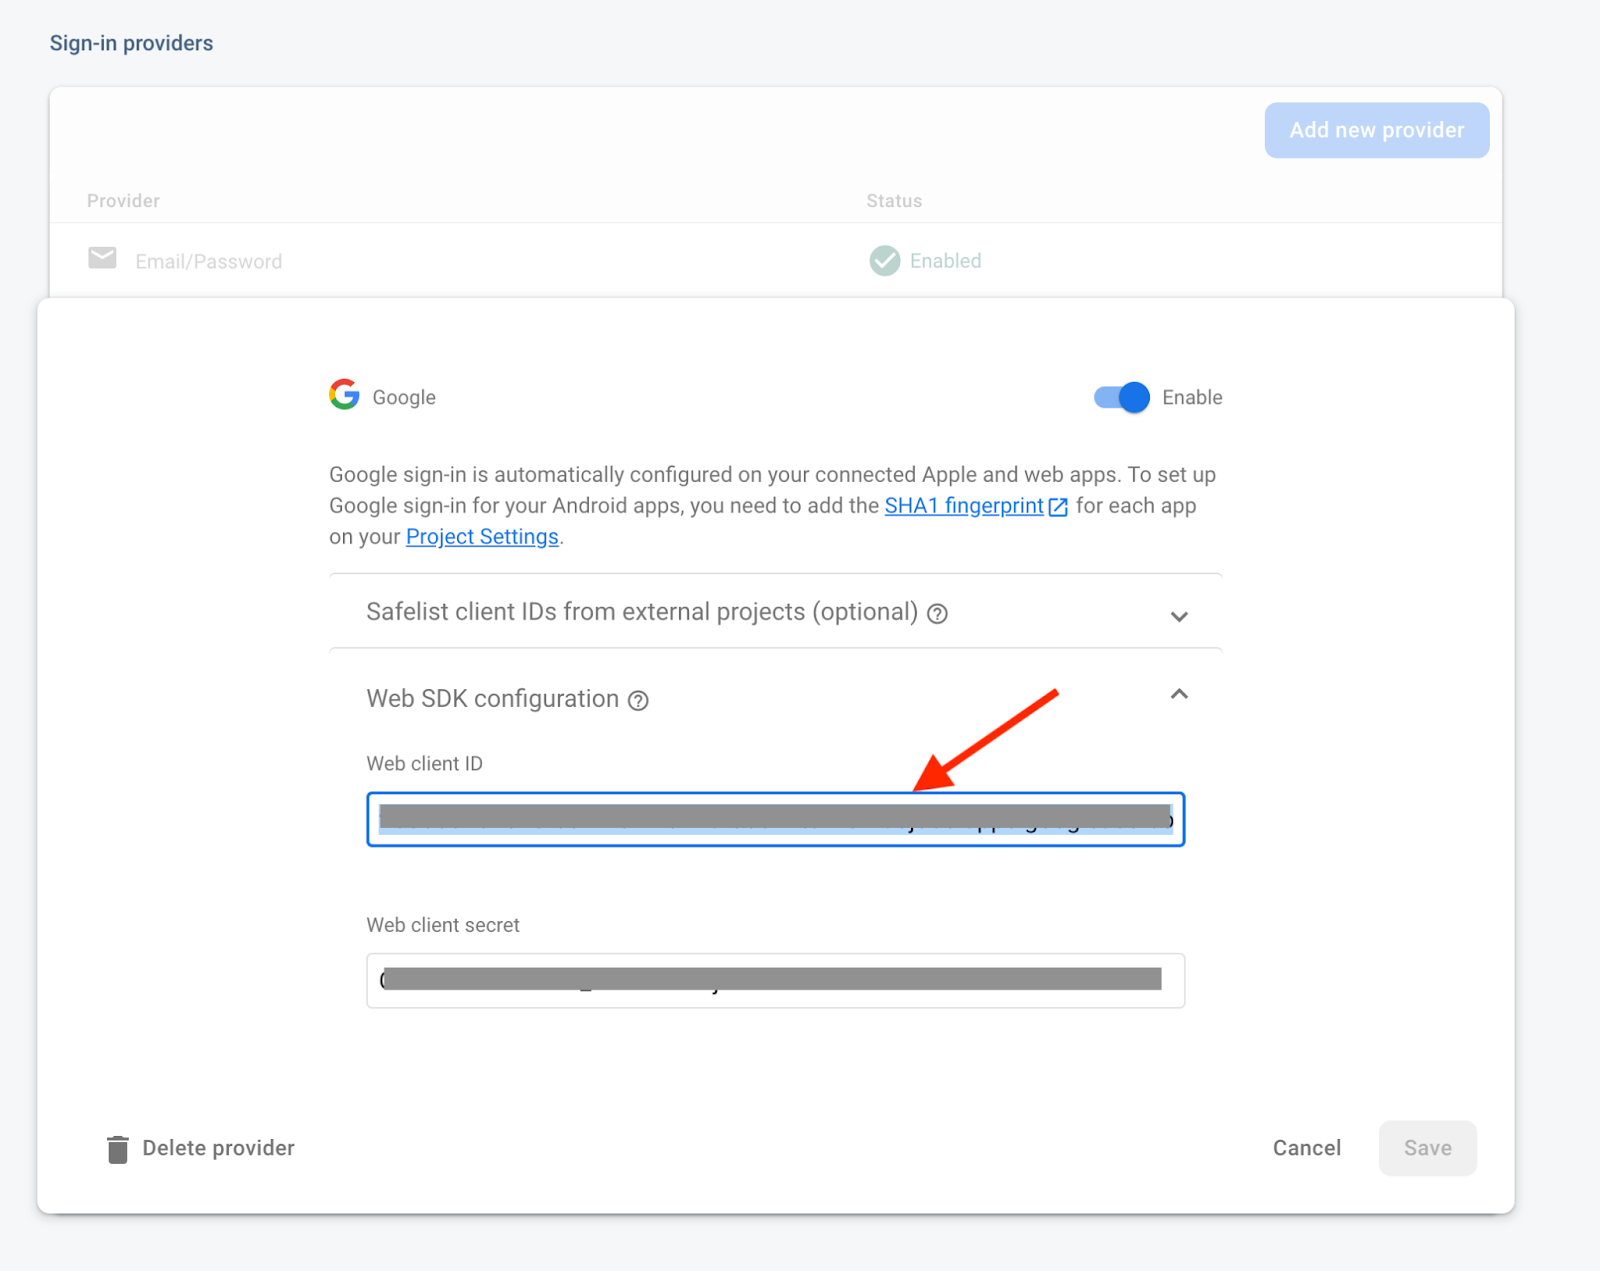 Sign-in providers
Add new provider
Provider
Status
Email/Password
Enabled
Google
Enable
Google sign-in is automatically configured on your connected Apple and web apps. To set up
Google sign-in for your Android apps, you need to add the SHA1 fingerprint for each app
on your Project Settings.
Safelist client IDs from external projects (optional)
Web SDK configuration
Web client ID
Web client secret
Delete provider
Cancel
Save